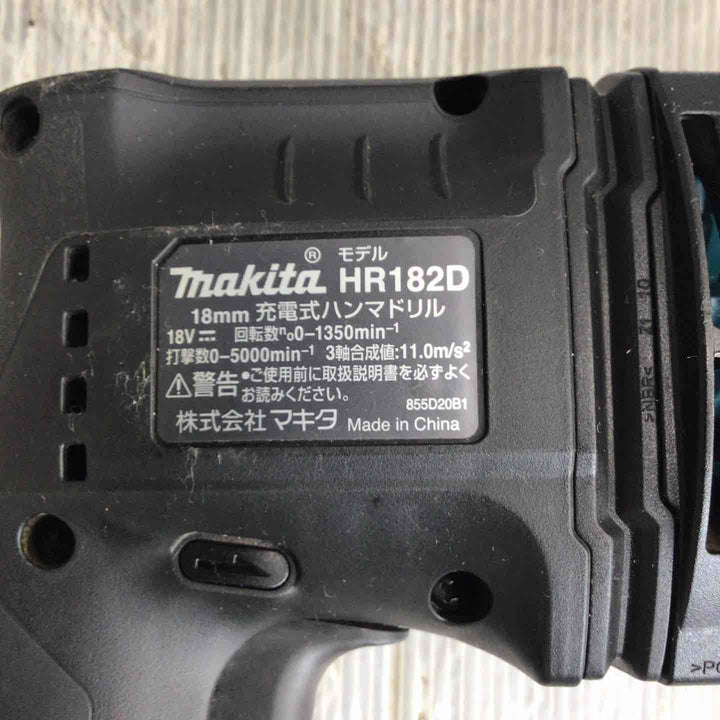 makita® モデル HR182D
18mm 充電式ハンマドリル
18V⎓ 回転数n₀0-1350min⁻¹
打撃数0-5000min⁻¹ 3軸合成値:11.0m/s²
⚠警告 •ご使用前に取扱説明書を必ずよく
お読みください。
855D20B1
株式会社 マキタ Made in China
>NBR<